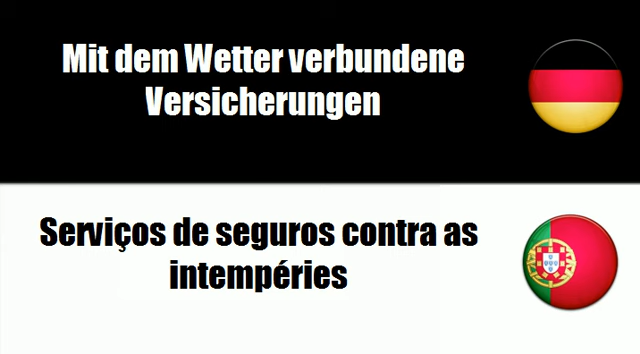 Mit dem Wetter verbundene
Versicherungen
Serviços de seguros contra as
intempéries